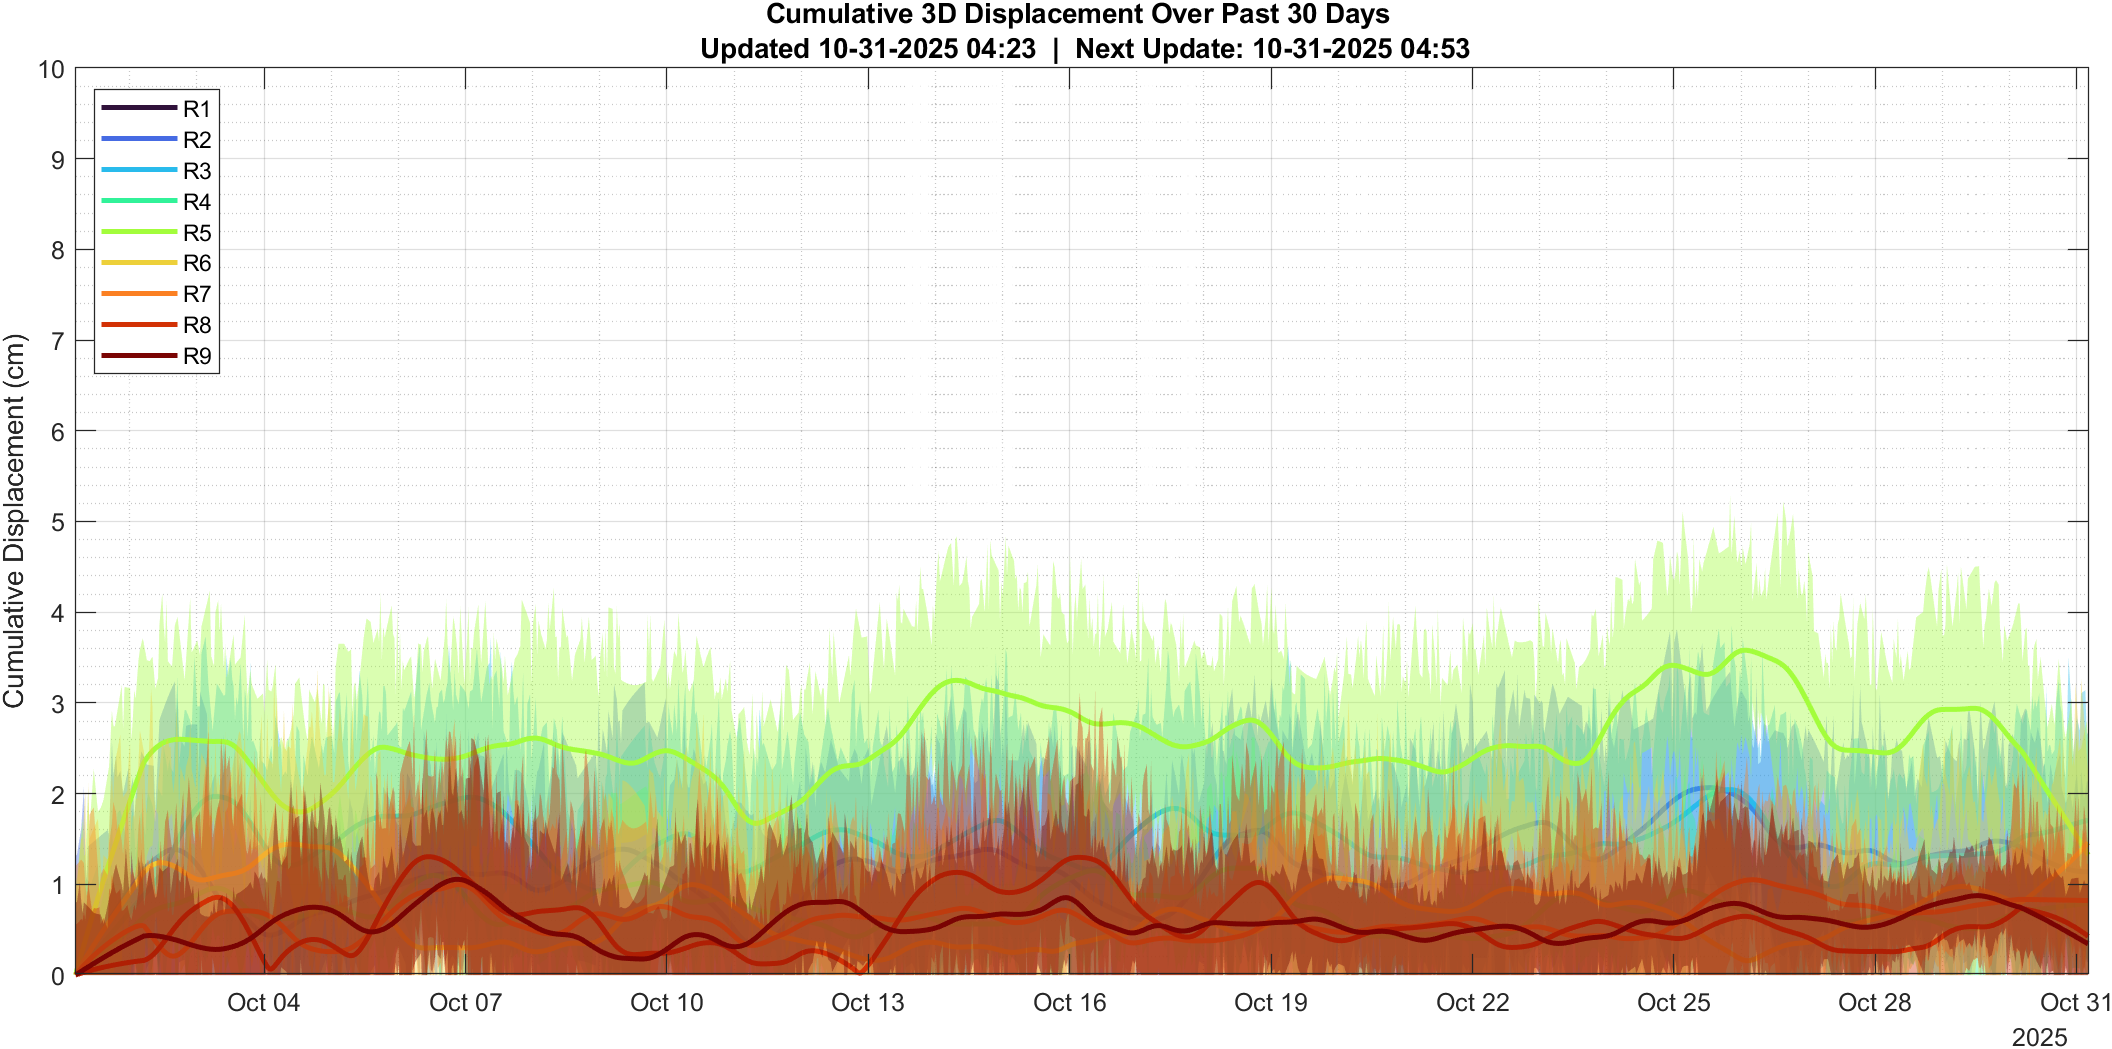 Cumulative 3D Displacement Over Past 30 Days
Updated 10-31-2025 04:23 | Next Update: 10-31-2025 04:53
Cumulative Displacement (cm)
10
9
8
7
6
5
4
3
2
1
0
R1
R2
R3
R4
R5
R6
R7
R8
R9
Oct 04 Oct 07 Oct 10 Oct 13 Oct 16 Oct 19 Oct 22 Oct 25 Oct 28 Oct 31
2025